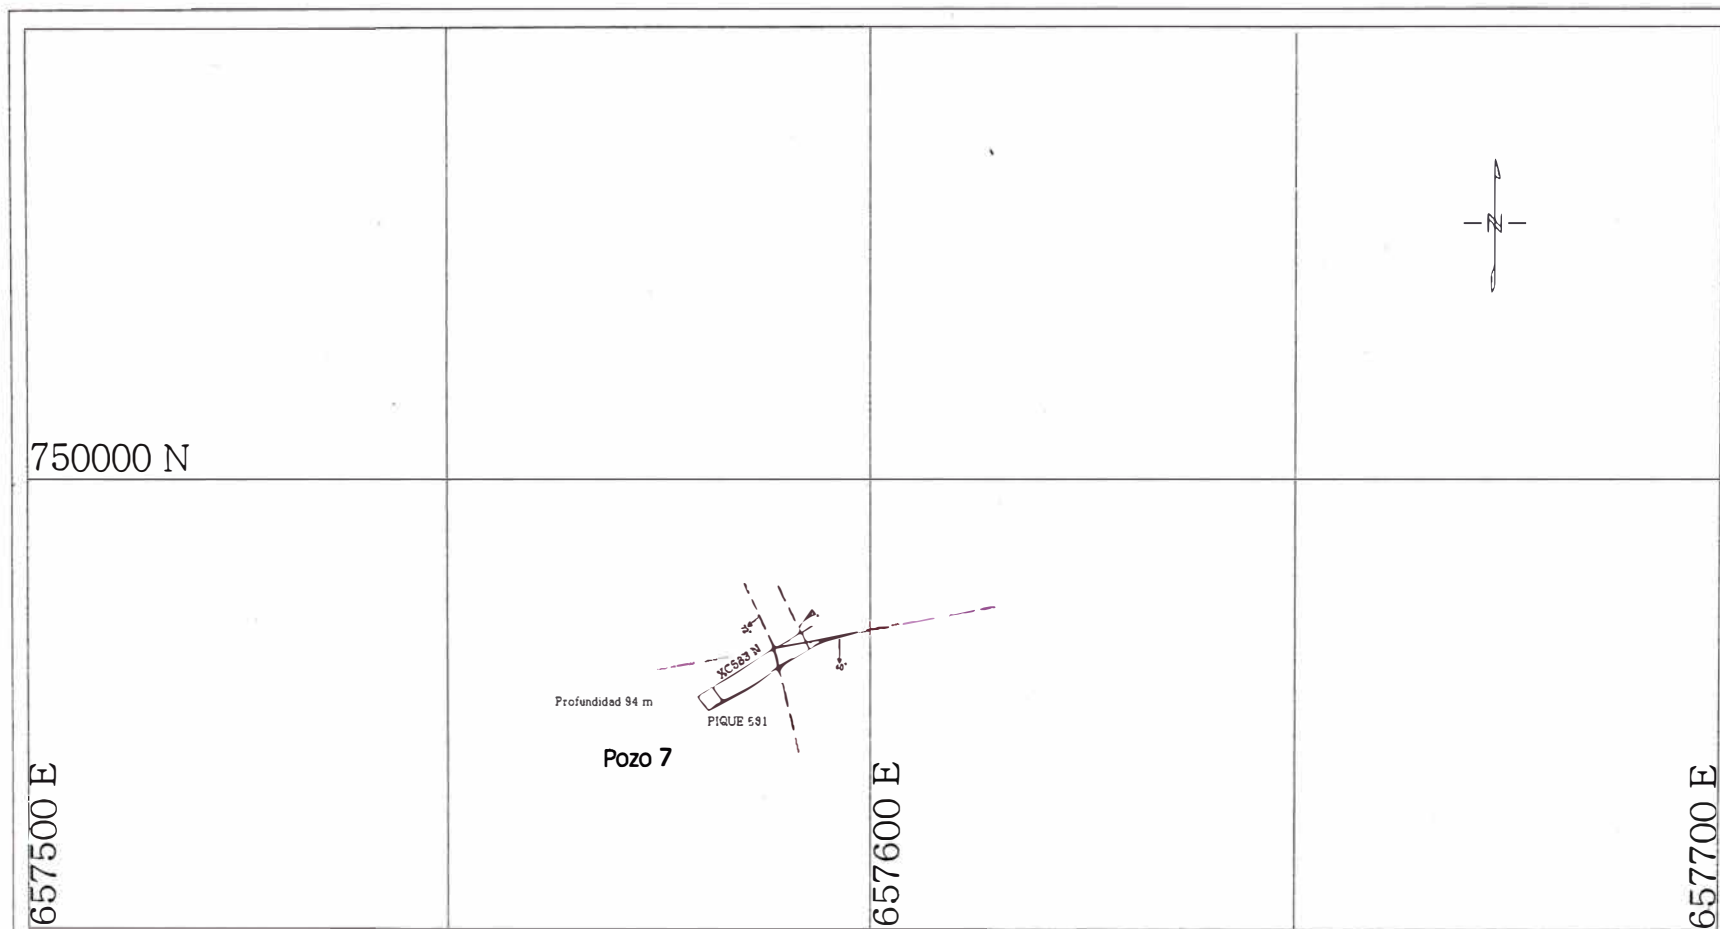 N
750000 N
XC583 N
Profundidad 94 m
PIQUE 591
Pozo 7
657500 E
657600 E
657700 E